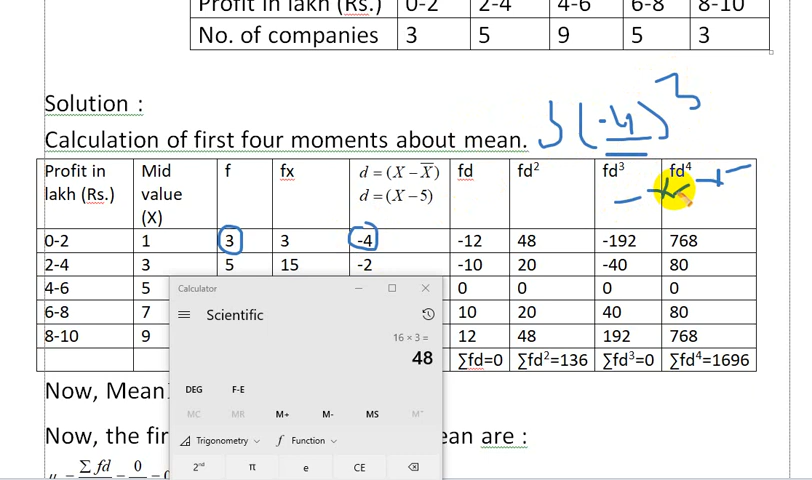 Profit in lakh (Rs.) 0-2 2-4 4-6 6-8 8-10
No. of companies 3 5 9 5 3
Solution :
Calculation of first four moments about mean. 3(-4)^3
Profit in lakh (Rs.) Mid value (X) f fx d = (X − X̅) d = (X − 5) fd fd² fd³ fd⁴
0-2 1 3 3 -4 -12 48 -192 768
2-4 3 5 15 -2 -10 20 -40 80
4-6 5 0 0 0 0
6-8 7 10 20 40 80
8-10 9 12 48 192 768
∑fd=0 ∑fd²=136 ∑fd³=0 ∑fd⁴=1696
Calculator
Scientific
16 × 3 =
48
DEG F-E
MC MR M+ M- MS M˅
Trigonometry f Function
2ⁿᵈ π e CE
Now, Mean
Now, the fir ean are :
∑ fd 0